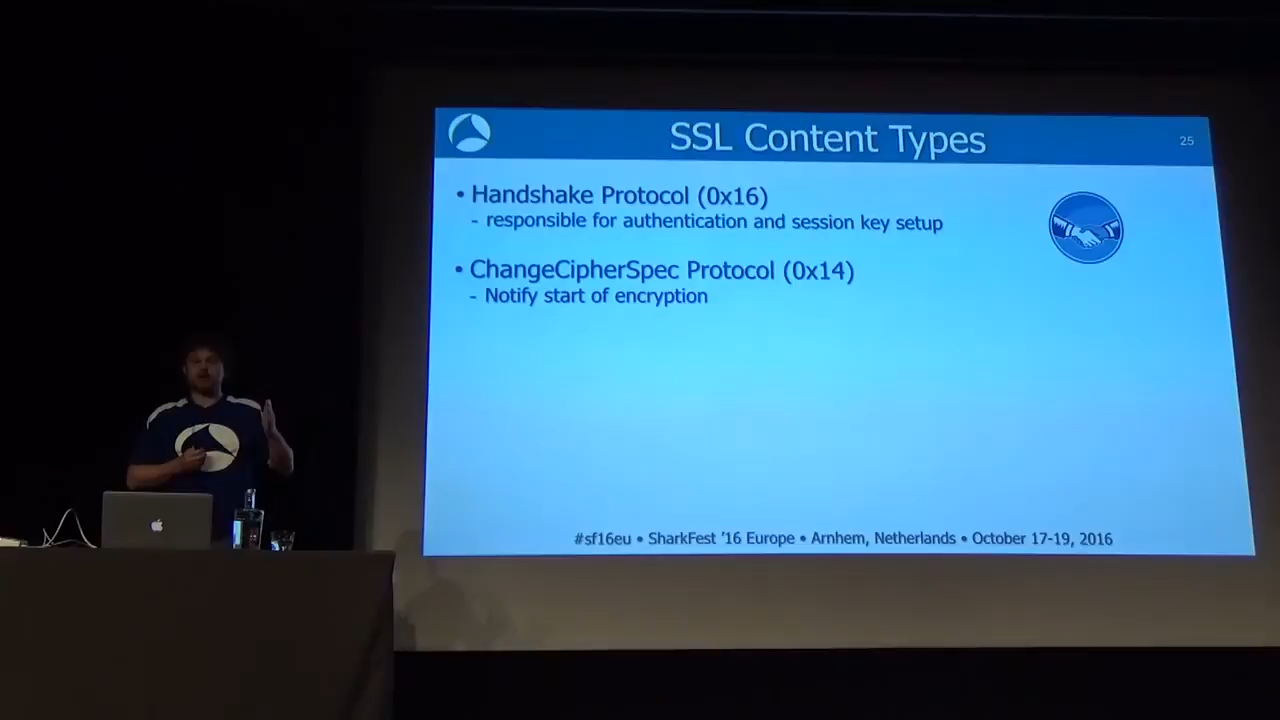 SSL Content Types
25
• Handshake Protocol (0x16)
- responsible for authentication and session key setup
• ChangeCipherSpec Protocol (0x14)
- Notify start of encryption
#sf16eu • SharkFest '16 Europe • Arnhem, Netherlands • October 17-19, 2016